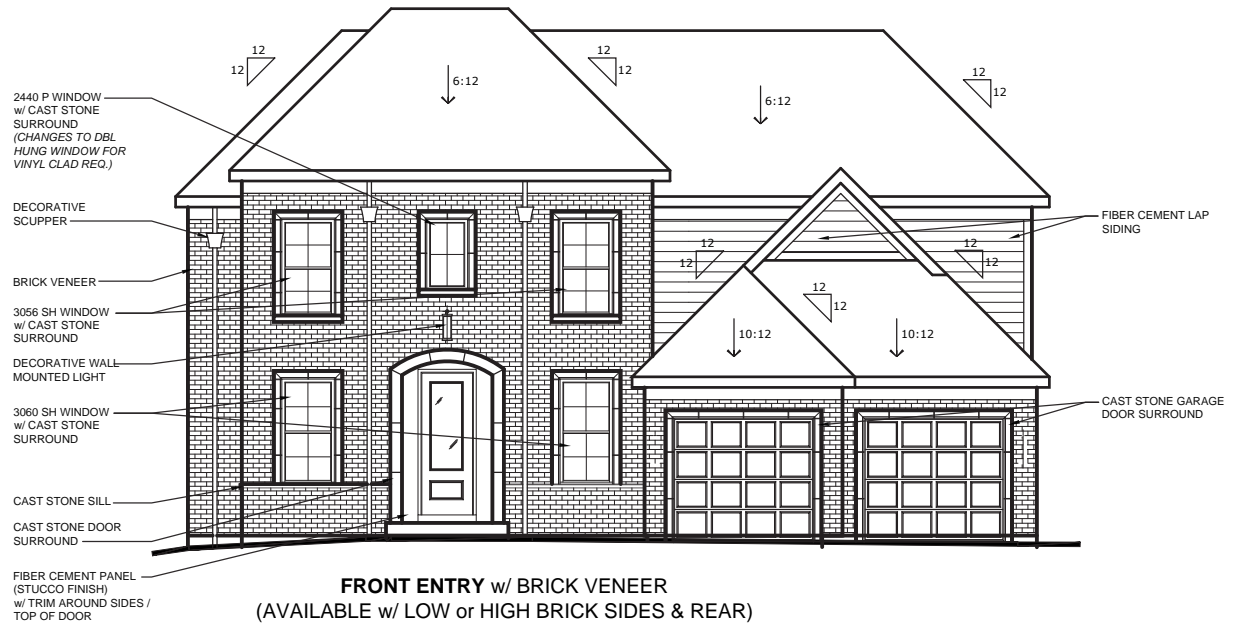 12
12
12
12
12
12
6:12
6:12
2440 P WINDOW
w/ CAST STONE
SURROUND
(CHANGES TO DBL
HUNG WINDOW FOR
VINYL CLAD REQ.)
DECORATIVE
SCUPPER
BRICK VENEER
3056 SH WINDOW
w/ CAST STONE
SURROUND
DECORATIVE WALL
MOUNTED LIGHT
3060 SH WINDOW
w/ CAST STONE
SURROUND
CAST STONE SILL
CAST STONE DOOR
SURROUND
FIBER CEMENT PANEL
(STUCCO FINISH)
w/ TRIM AROUND SIDES /
TOP OF DOOR
12
12
12
12
12
12
10:12
10:12
FIBER CEMENT LAP
SIDING
CAST STONE GARAGE
DOOR SURROUND
FRONT ENTRY w/ BRICK VENEER
(AVAILABLE w/ LOW or HIGH BRICK SIDES & REAR)